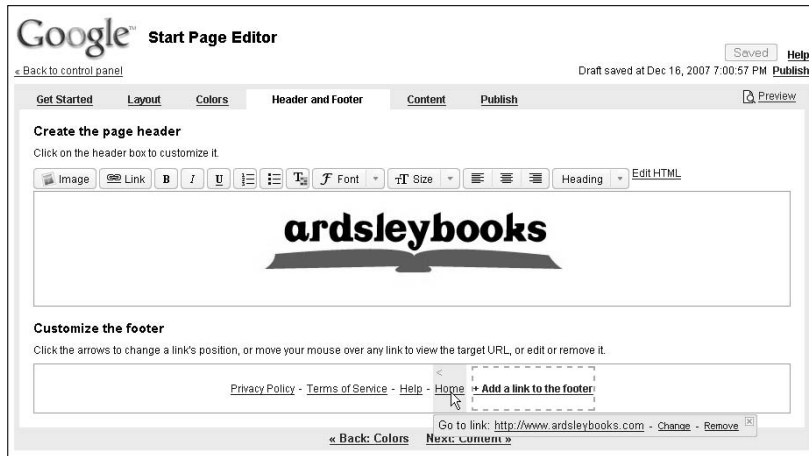 Google™ Start Page Editor
Saved Help
« Back to control panel Draft saved at Dec 16, 2007 7:00:57 PM Publish
Get Started Layout Colors Header and Footer Content Publish Preview
Create the page header
Click on the header box to customize it.
Image Link B I U T Font T Size Heading Edit HTML
ardsleybooks
Customize the footer
Click the arrows to change a link's position, or move your mouse over any link to view the target URL, or edit or remove it.
<
Privacy Policy - Terms of Service - Help - Home + Add a link to the footer
Go to link: http://www.ardsleybooks.com - Change - Remove
« Back: Colors Next: Content »